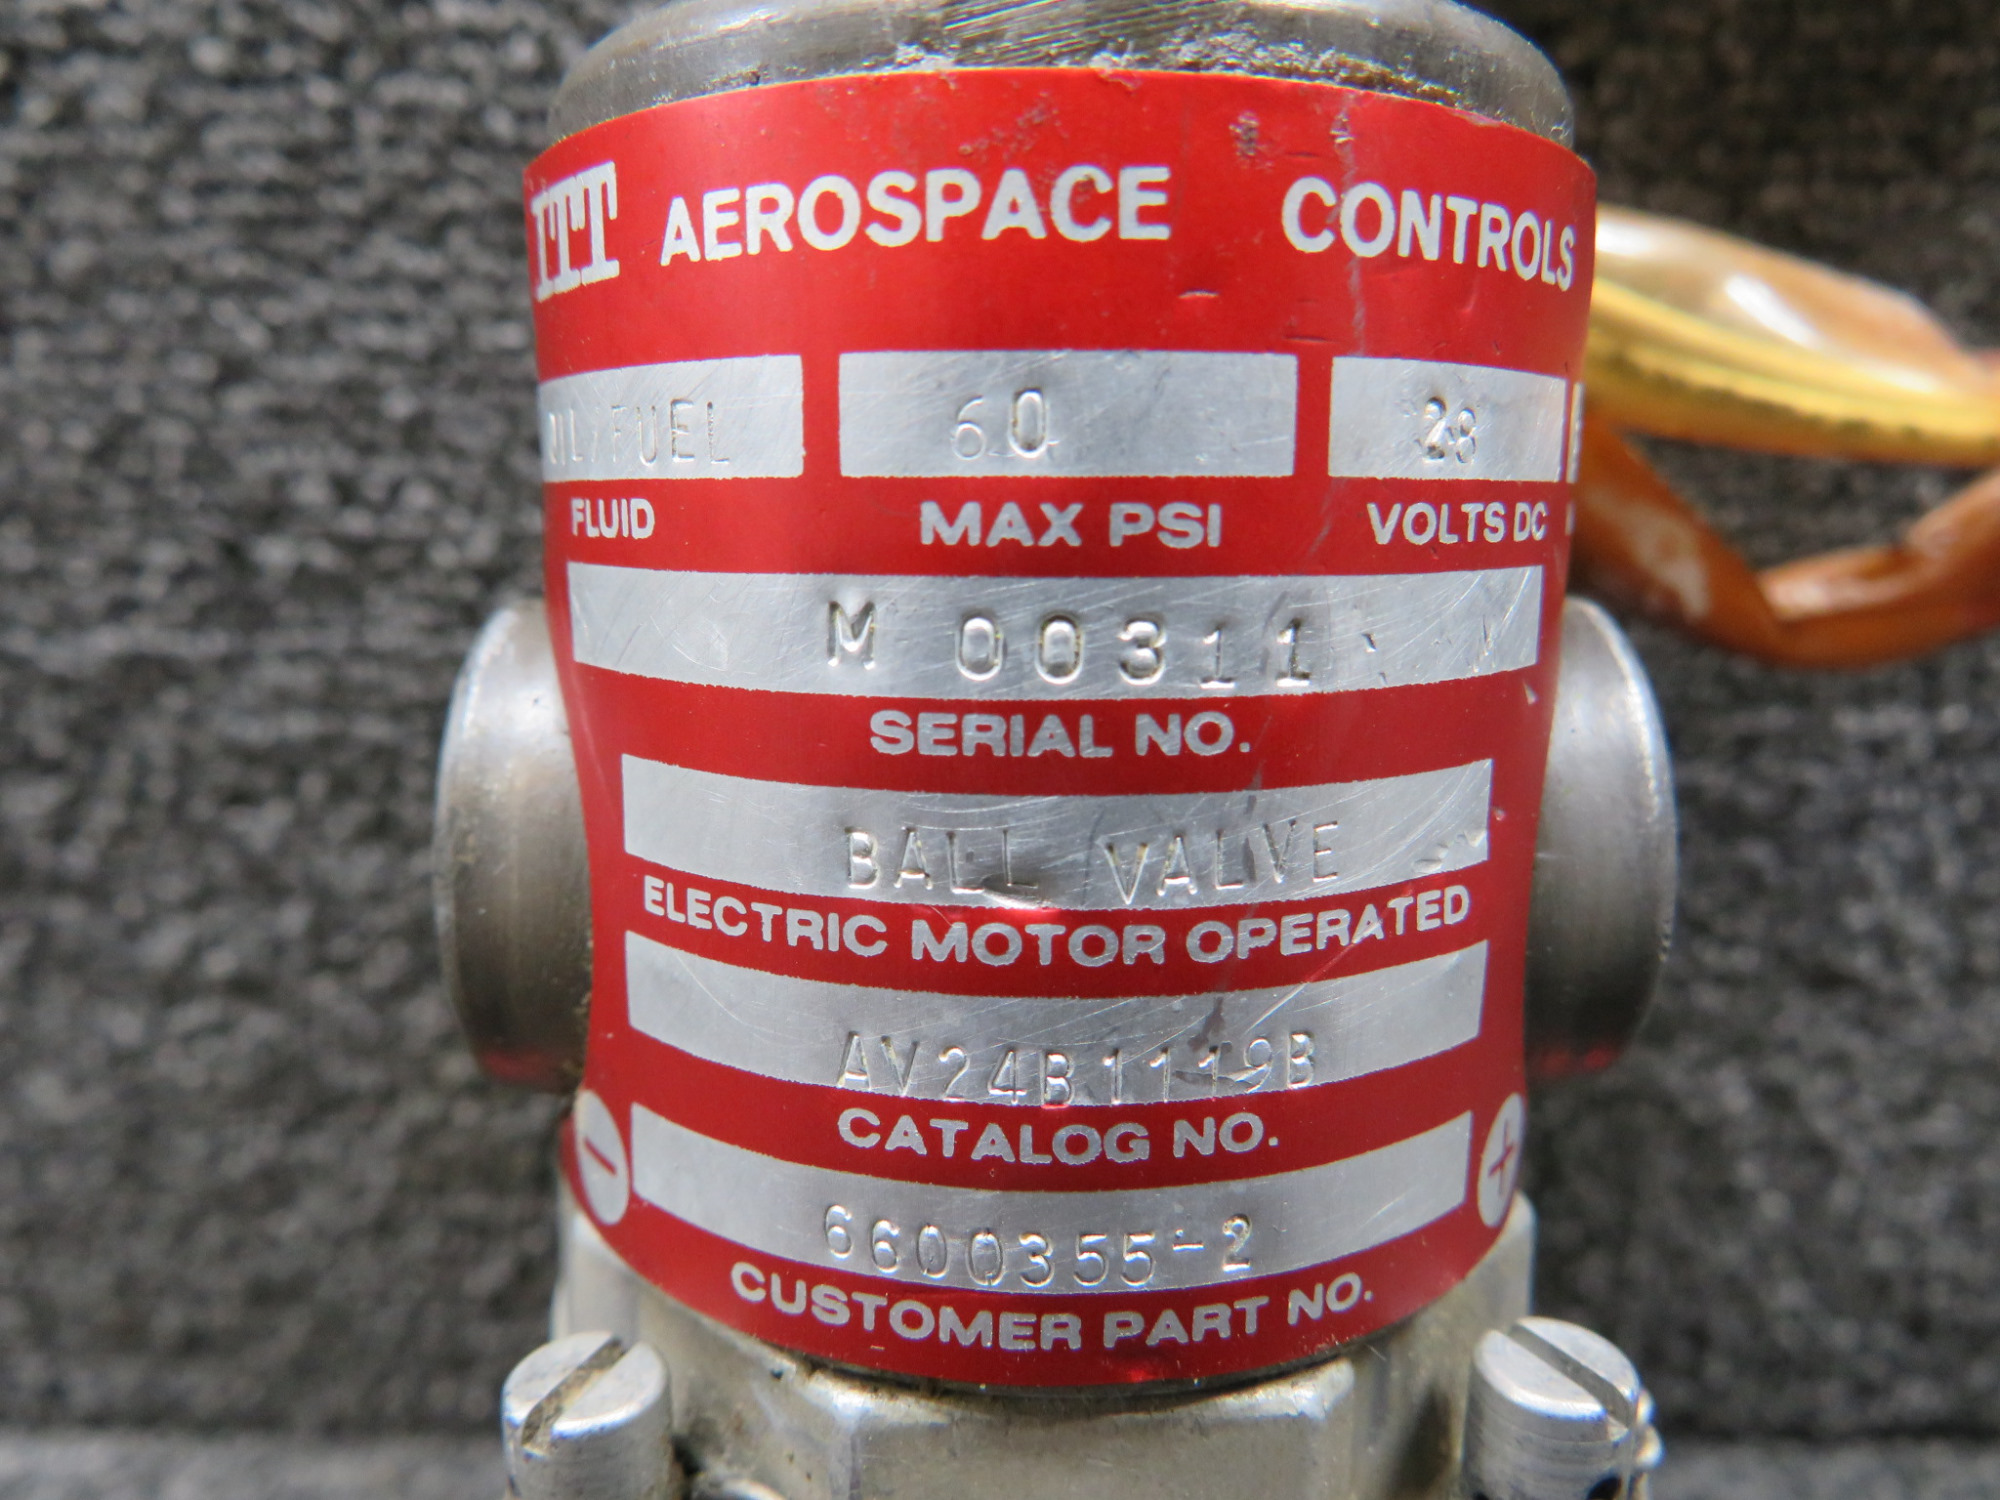 ITT AEROSPACE CONTROLS
OIL/FUEL 60 28
FLUID MAX PSI VOLTS DC
M 00311
SERIAL NO.
BALL VALVE
ELECTRIC MOTOR OPERATED
AV24B1119B
CATALOG NO.
- +
6600355-2
CUSTOMER PART NO.